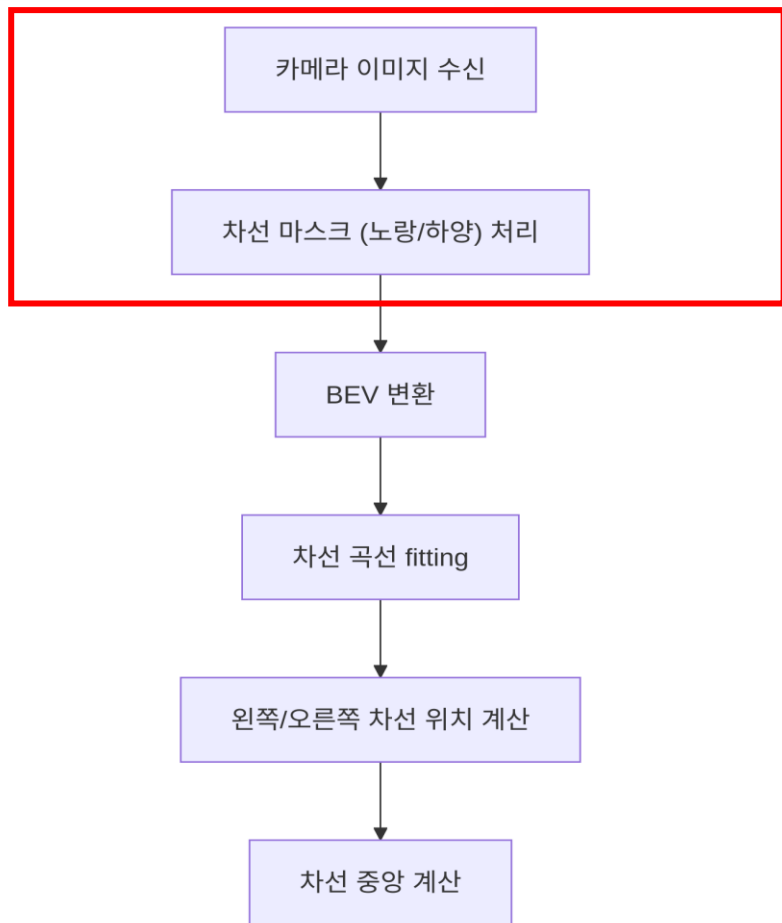 카메라 이미지 수신
차선 마스크 (노랑/하양) 처리
BEV 변환
차선 곡선 fitting
왼쪽/오른쪽 차선 위치 계산
차선 중앙 계산